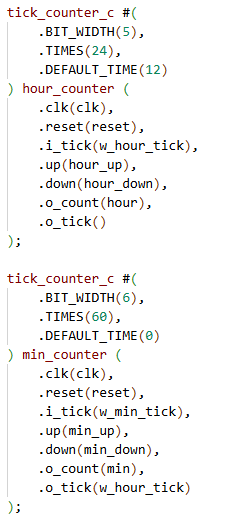 tick_counter_c #(
    .BIT_WIDTH(5),
    .TIMES(24),
    .DEFAULT_TIME(12)
) hour_counter (
    .clk(clk),
    .reset(reset),
    .i_tick(w_hour_tick),
    .up(hour_up),
    .down(hour_down),
    .o_count(hour),
    .o_tick()
);

tick_counter_c #(
    .BIT_WIDTH(6),
    .TIMES(60),
    .DEFAULT_TIME(0)
) min_counter (
    .clk(clk),
    .reset(reset),
    .i_tick(w_min_tick),
    .up(min_up),
    .down(min_down),
    .o_count(min),
    .o_tick(w_hour_tick)
);